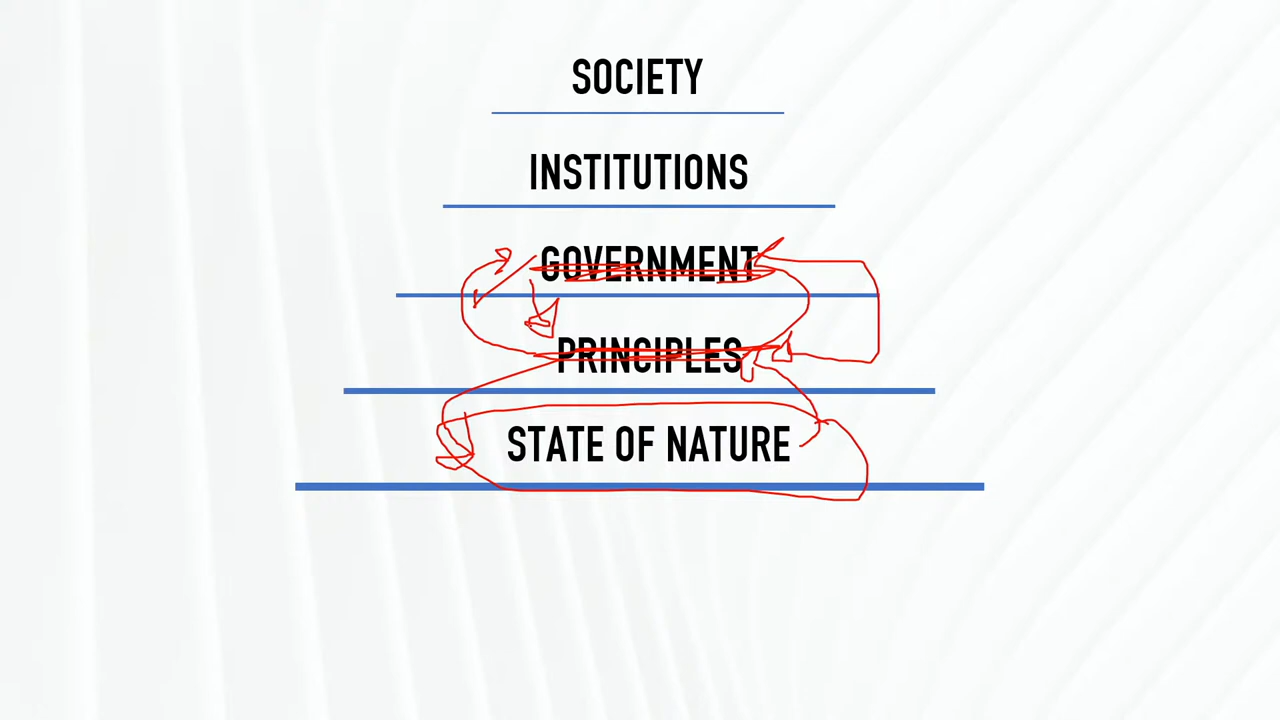 SOCIETY
INSTITUTIONS
GOVERNMENT
PRINCIPLES
STATE OF NATURE